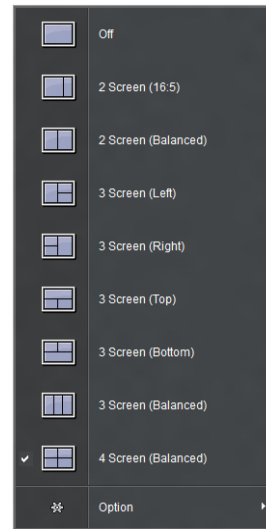 Off
2 Screen (16:5)
2 Screen (Balanced)
3 Screen (Left)
3 Screen (Right)
3 Screen (Top)
3 Screen (Bottom)
3 Screen (Balanced)
4 Screen (Balanced)
Option